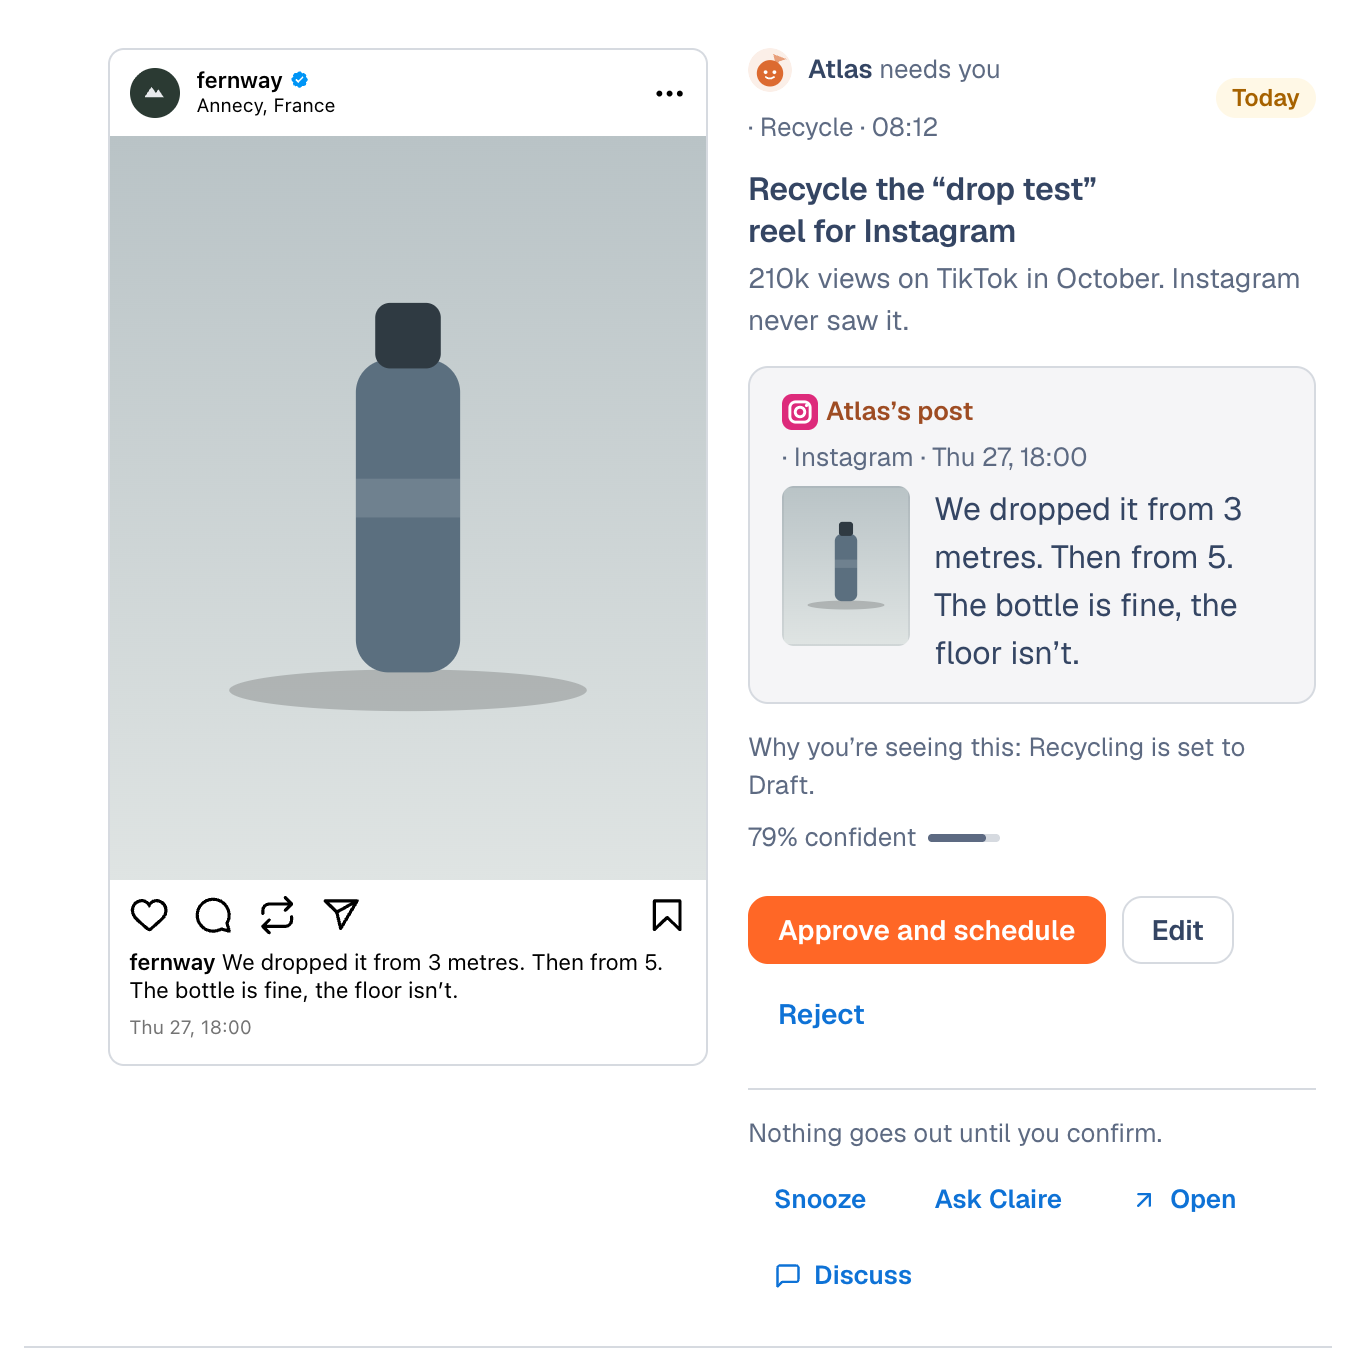 fernway
Annecy, France
fernway We dropped it from 3 metres. Then from 5.
The bottle is fine, the floor isn’t.
Thu 27, 18:00
Atlas needs you
· Recycle · 08:12
Today
Recycle the “drop test”
reel for Instagram
210k views on TikTok in October. Instagram
never saw it.
Atlas’s post
· Instagram · Thu 27, 18:00
We dropped it from 3
metres. Then from 5.
The bottle is fine, the
floor isn’t.
Why you’re seeing this: Recycling is set to
Draft.
79% confident
Approve and schedule
Edit
Reject
Nothing goes out until you confirm.
Snooze
Ask Claire
Open
Discuss